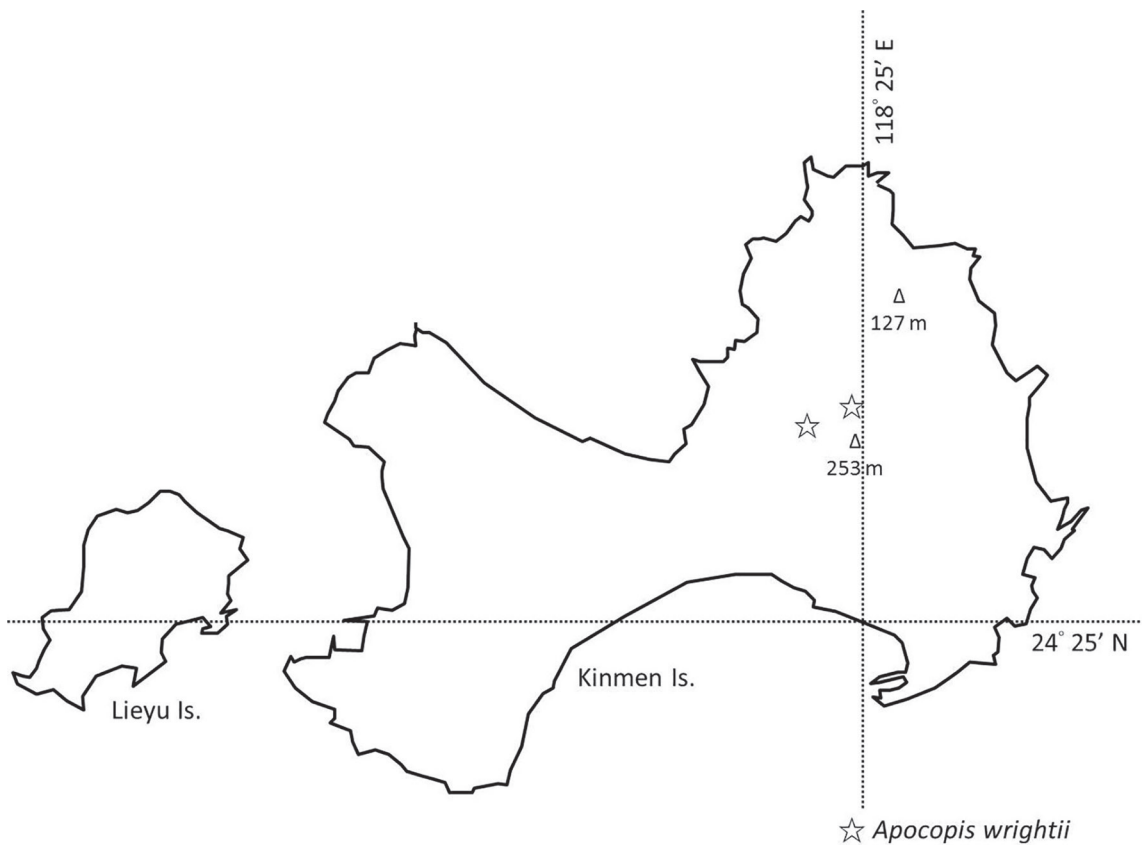 118° 25′ E
127 m
253 m
24° 25′ N
Kinmen Is.
Lieyu Is.
Apocopis wrightii